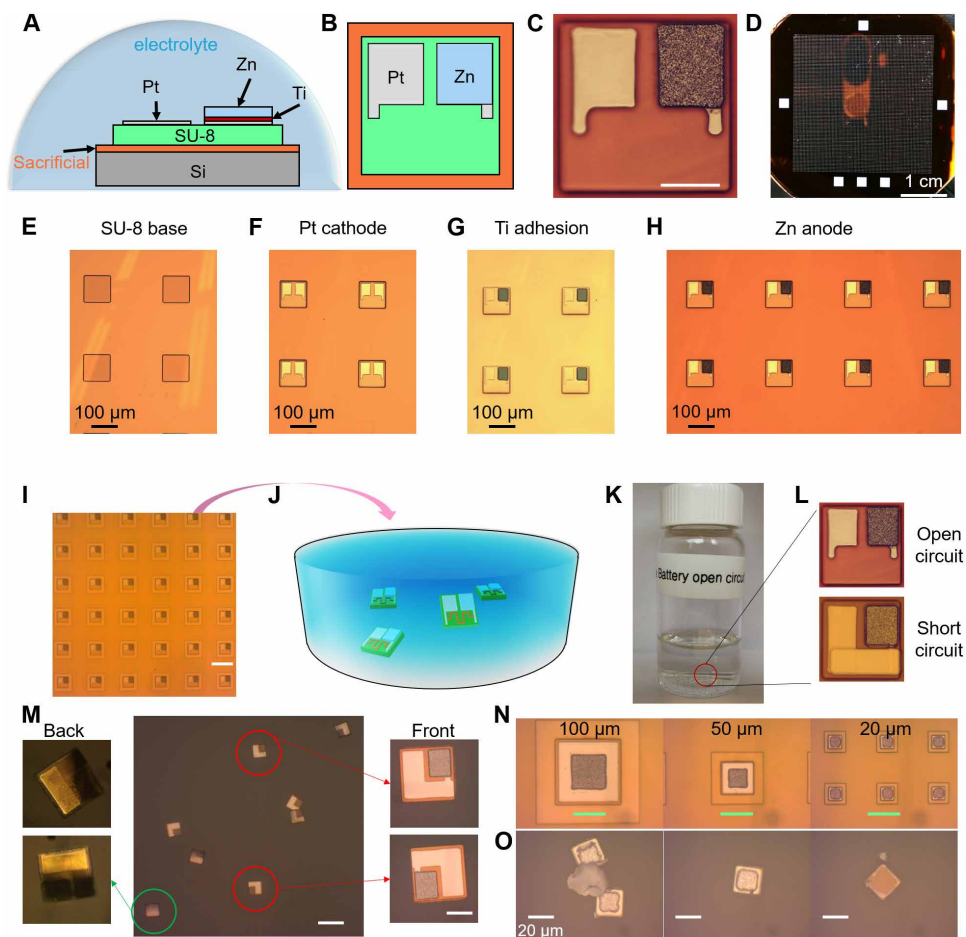 A
electrolyte
Zn
Pt
Ti
SU-8
Sacrificial
Si
B
Pt
Zn
C
D
1 cm
E
SU-8 base
100 µm
F
Pt cathode
100 µm
G
Ti adhesion
100 µm
H
Zn anode
100 µm
I
J
K
Battery open circui
L
Open
circuit
Short
circuit
M
Back
Front
N
100 µm
50 µm
20 µm
O
20 µm